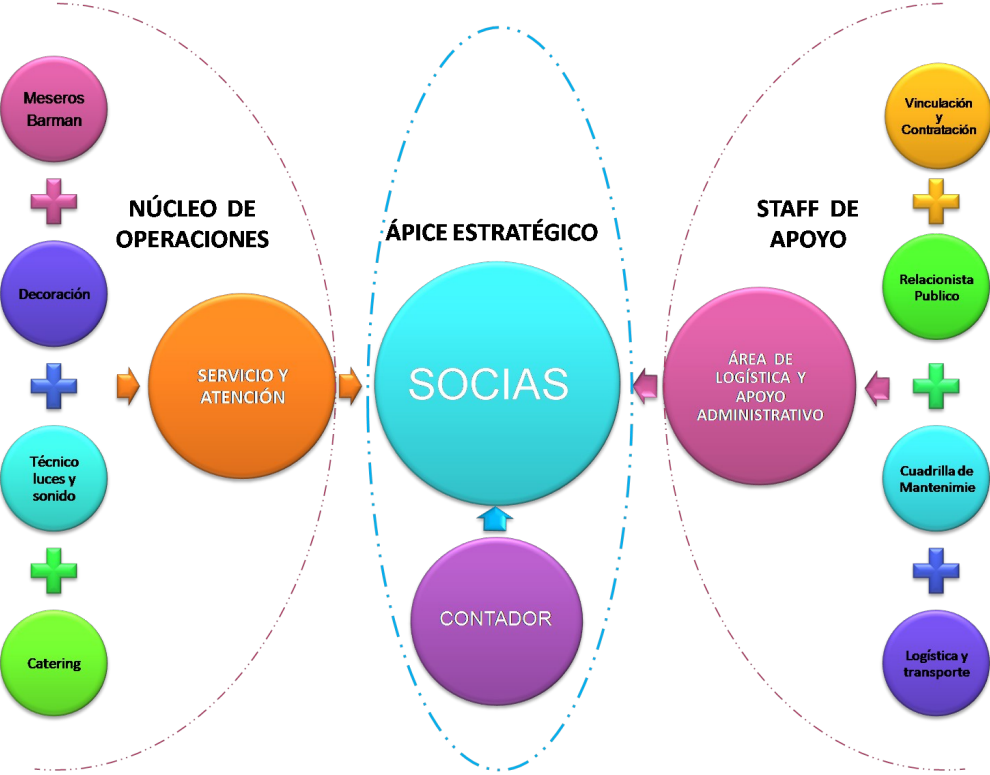 Meseros
Barman
Decoración
Técnico
luces y
sonido
Catering
NÚCLEO DE
OPERACIONES
SERVICIO Y
ATENCIÓN
ÁPICE ESTRATÉGICO
SOCIAS
CONTADOR
STAFF DE
APOYO
ÁREA DE
LOGÍSTICA Y
APOYO
ADMINISTRATIVO
Vinculación
y
Contratación
Relacionista
Publico
Cuadrilla de
Mantenimie
Logística y
transporte